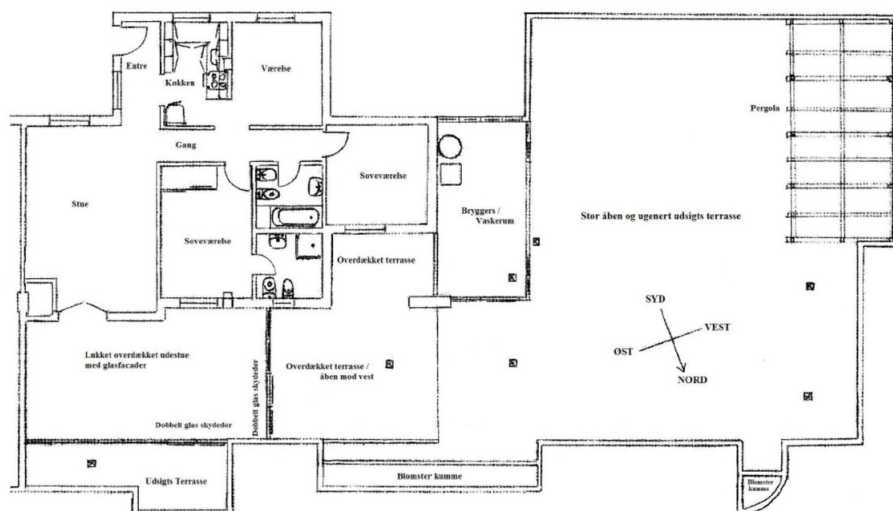 Entre
Køkken
Værelse
Pergola
Gang
Stue
Soveværelse
Soveværelse
Bryggers /
Vaskerum
Stor åben og ugenert udsigts terrasse
Overdækket terrasse
SYD
VEST
ØST
NORD
Lukket overdækket udestue
med glasfacader
Dobbelt glas skydedør
Dobbelt glas skydedør
Overdækket terrasse /
åben mod vest
Udsigts Terrasse
Blomster kumme
Blomster
kumme